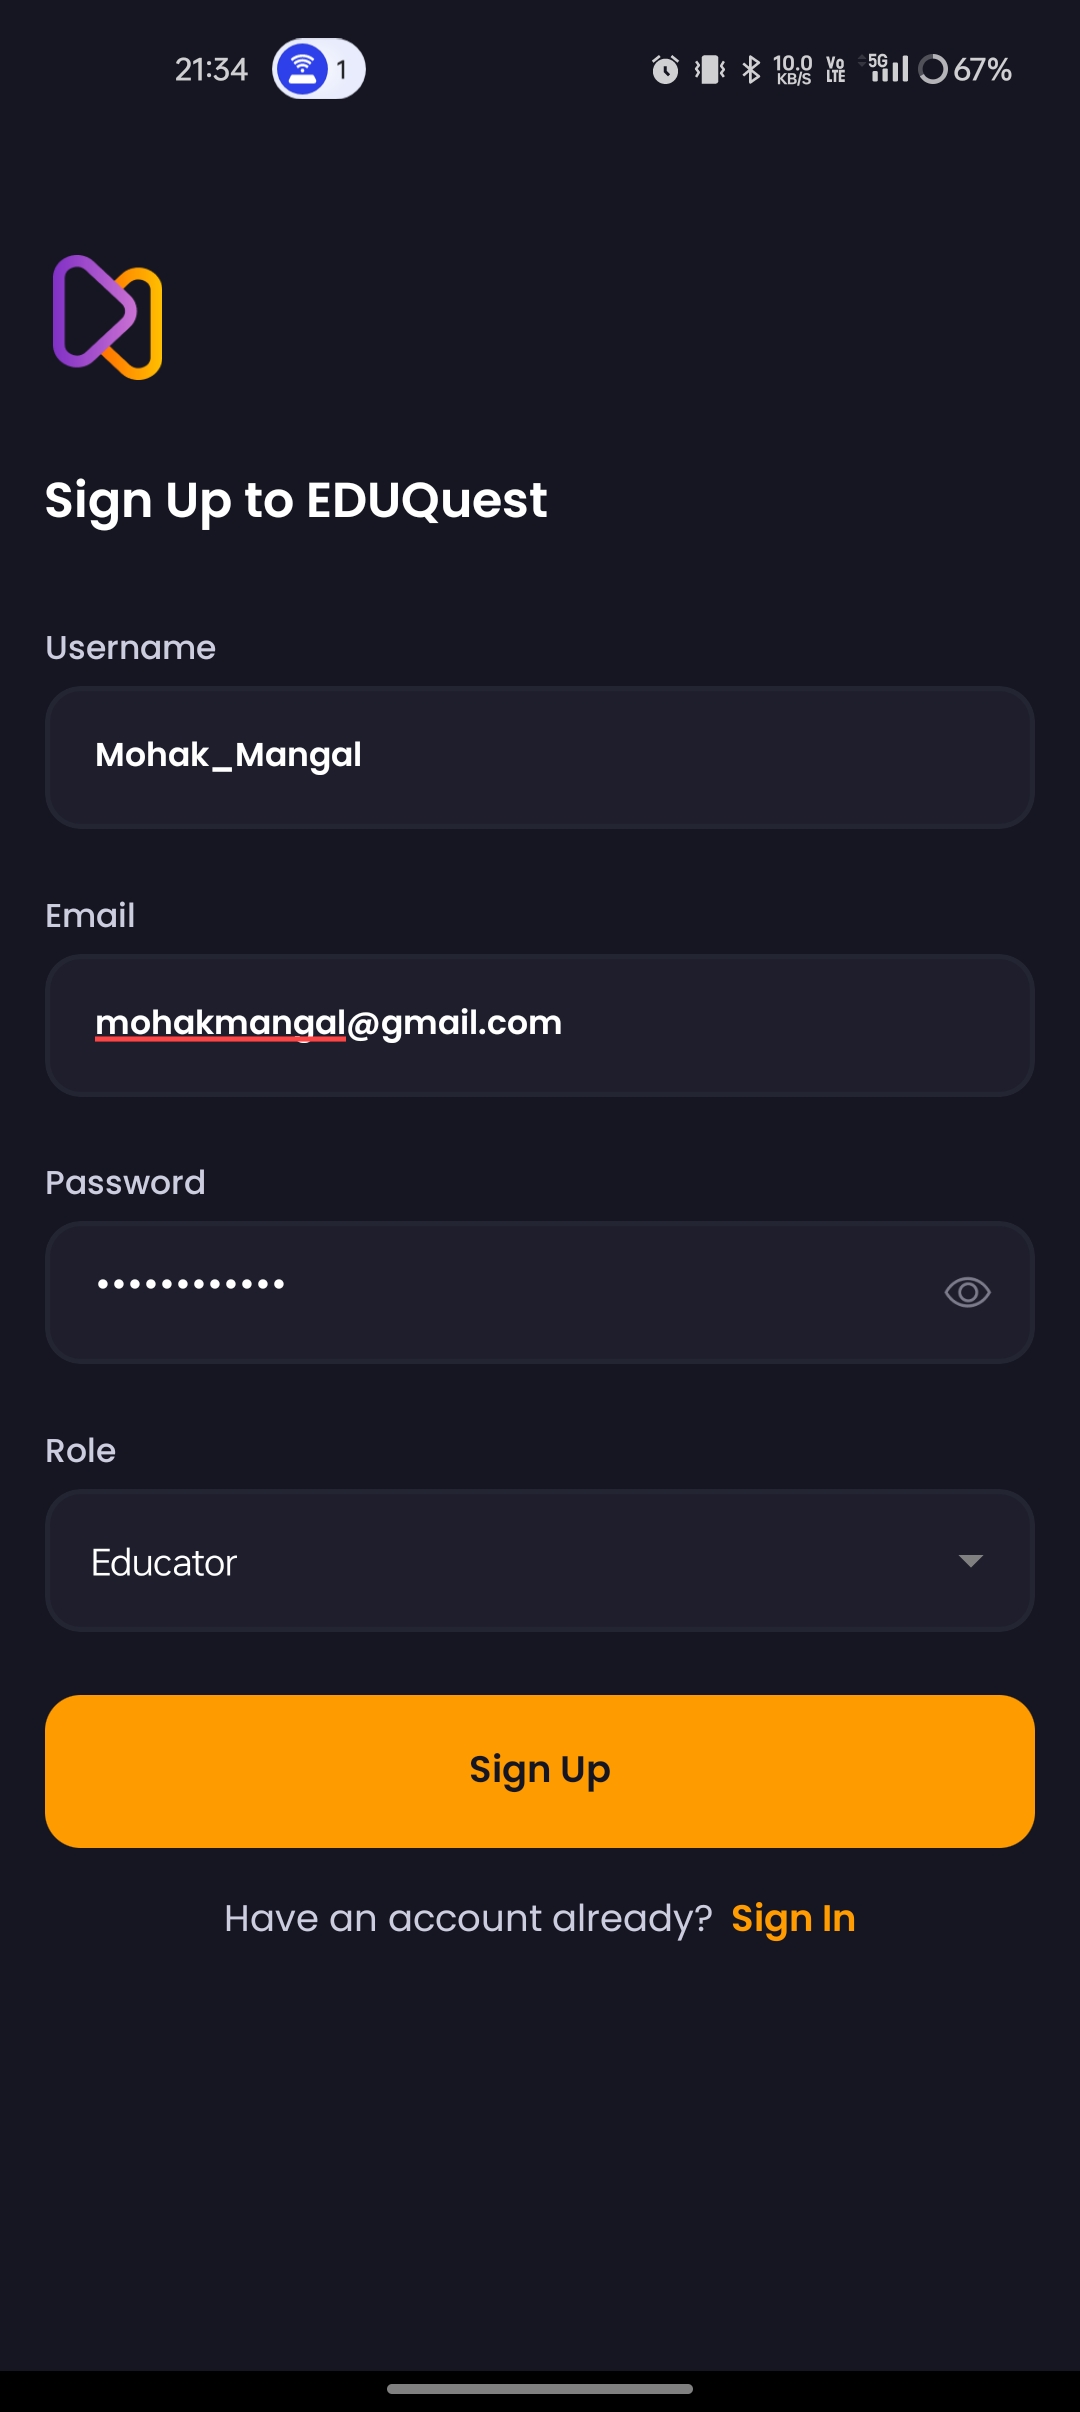 21:34 1 10.0 KB/S Vo LTE 5G 67%
Sign Up to EDUQuest
Username
Mohak_Mangal
Email
mohakmangal@gmail.com
Password
••••••••••••
Role
Educator
Sign Up
Have an account already? Sign In